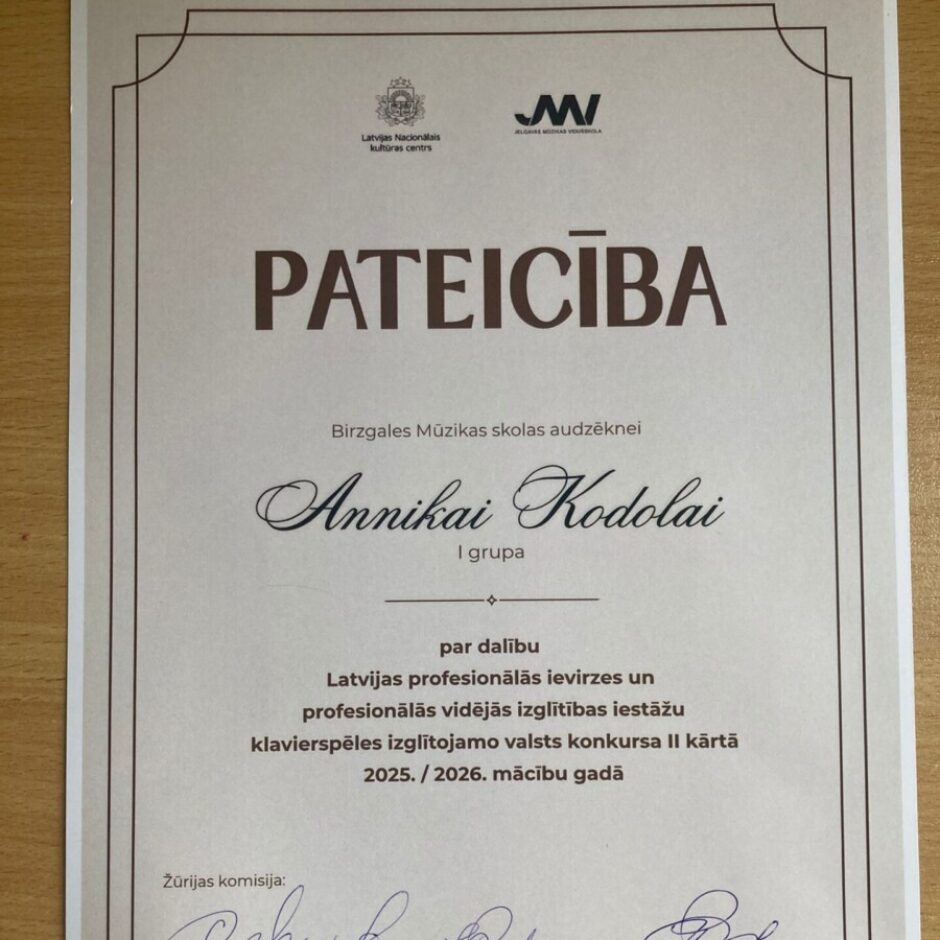 Latvijas Nacionālais
kultūras centrs
JMV
JELGAVAS MŪZIKAS VIDUSSKOLA
PATEICĪBA
Birzgales Mūzikas skolas audzēknei
Annikai Kodolai
I grupa
par dalību
Latvijas profesionālās ievirzes un
profesionālās vidējās izglītības iestāžu
klavierspēles izglītojamo valsts konkursa II kārtā
2025. / 2026. mācību gadā
Žūrijas komisija: